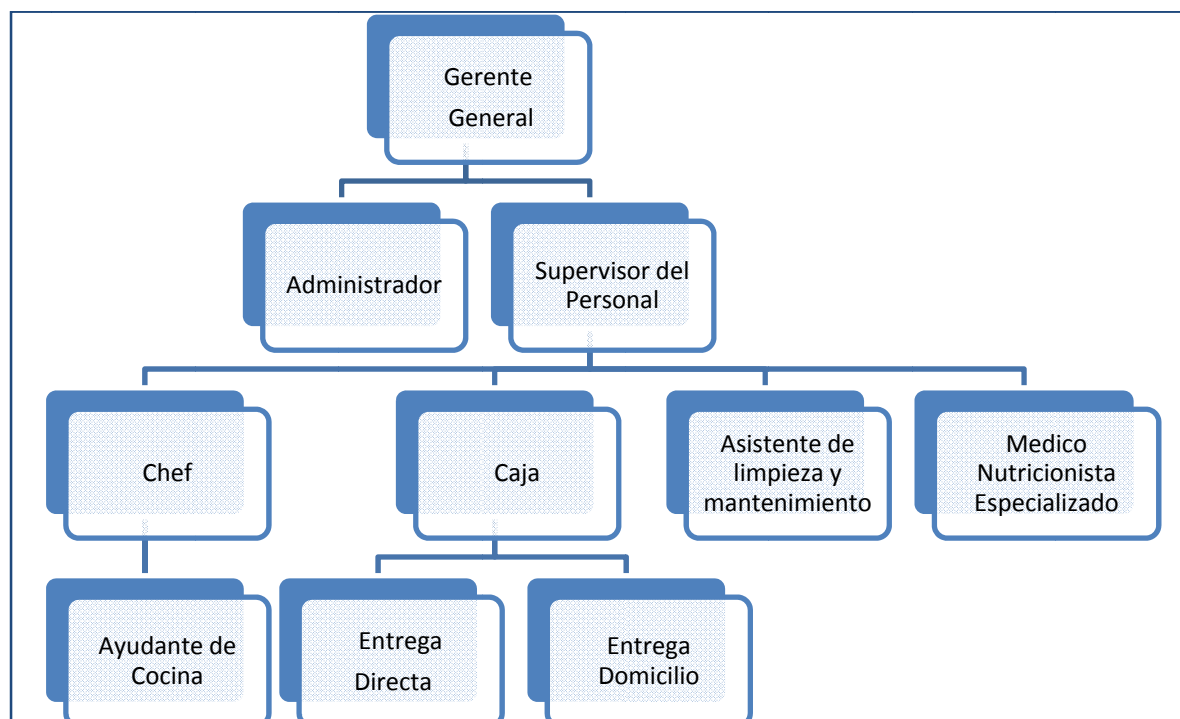 Gerente
General
Administrador
Supervisor del
Personal
Chef
Caja
Asistente de
limpieza y
mantenimiento
Medico
Nutricionista
Especializado
Ayudante de
Cocina
Entrega
Directa
Entrega
Domicilio